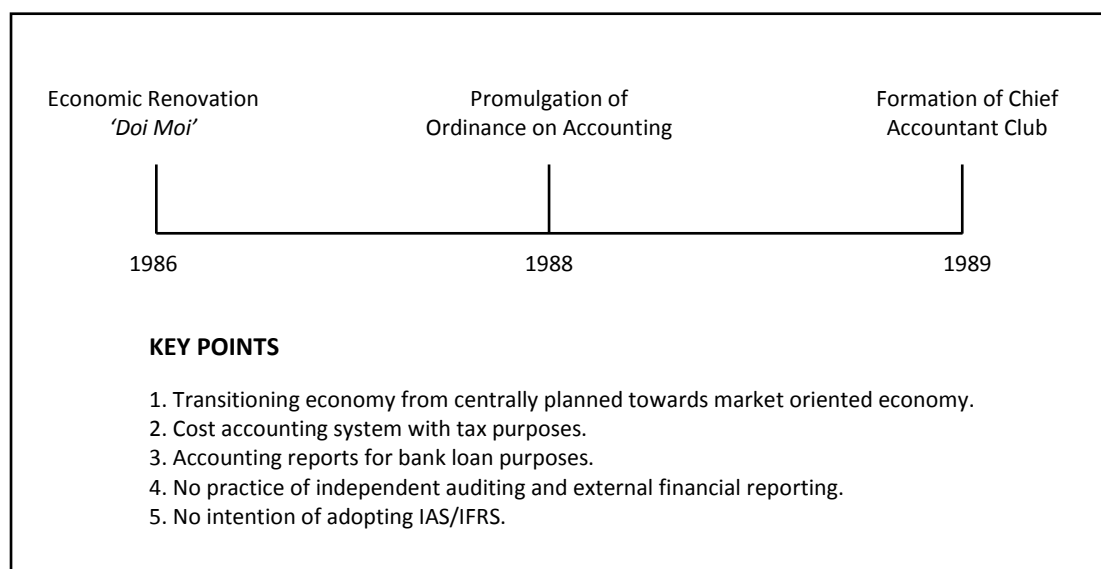 Economic Renovation
‘Doi Moi’
Promulgation of
Ordinance on Accounting
Formation of Chief
Accountant Club
1986
1988
1989
KEY POINTS
1. Transitioning economy from centrally planned towards market oriented economy.
2. Cost accounting system with tax purposes.
3. Accounting reports for bank loan purposes.
4. No practice of independent auditing and external financial reporting.
5. No intention of adopting IAS/IFRS.